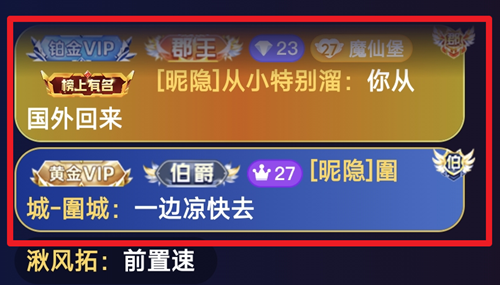 铂金VIP 郡王 23 27 魔仙堡
榜上有名 [昵隐]从小特别溜：你从
国外回来
黄金VIP 伯爵 27 [昵隐]圍 伯
城-圍城：一边凉快去
湫风拓：前置速